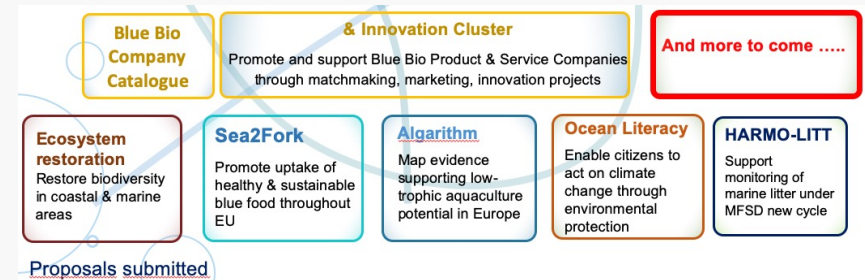 Blue Bio
Company
Catalogue
& Innovation Cluster
Promote and support Blue Bio Product & Service Companies
through matchmaking, marketing, innovation projects
And more to come …..
Ecosystem
restoration
Restore biodiversity
in coastal & marine
areas
Sea2Fork
Promote uptake of
healthy & sustainable
blue food throughout
EU
Algarithm
Map evidence
supporting low-
trophic aquaculture
potential in Europe
Ocean Literacy
Enable citizens to
act on climate
change through
environmental
protection
HARMO-LITT
Support
monitoring of
marine litter under
MFSD new cycle
Proposals submitted